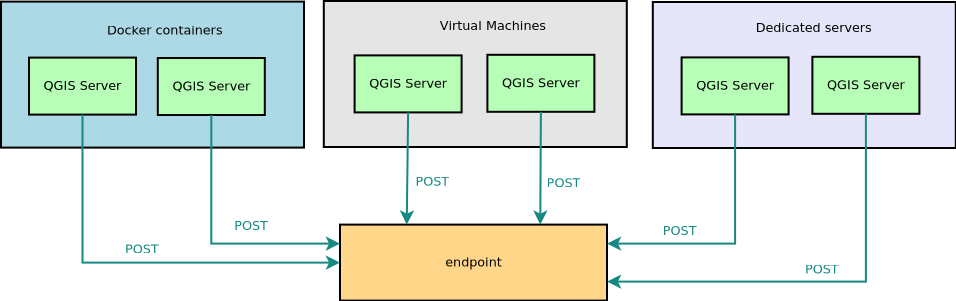 Docker containers
Virtual Machines
Dedicated servers
QGIS Server
QGIS Server
QGIS Server
QGIS Server
QGIS Server
QGIS Server
POST
POST
POST
POST
POST
POST
endpoint